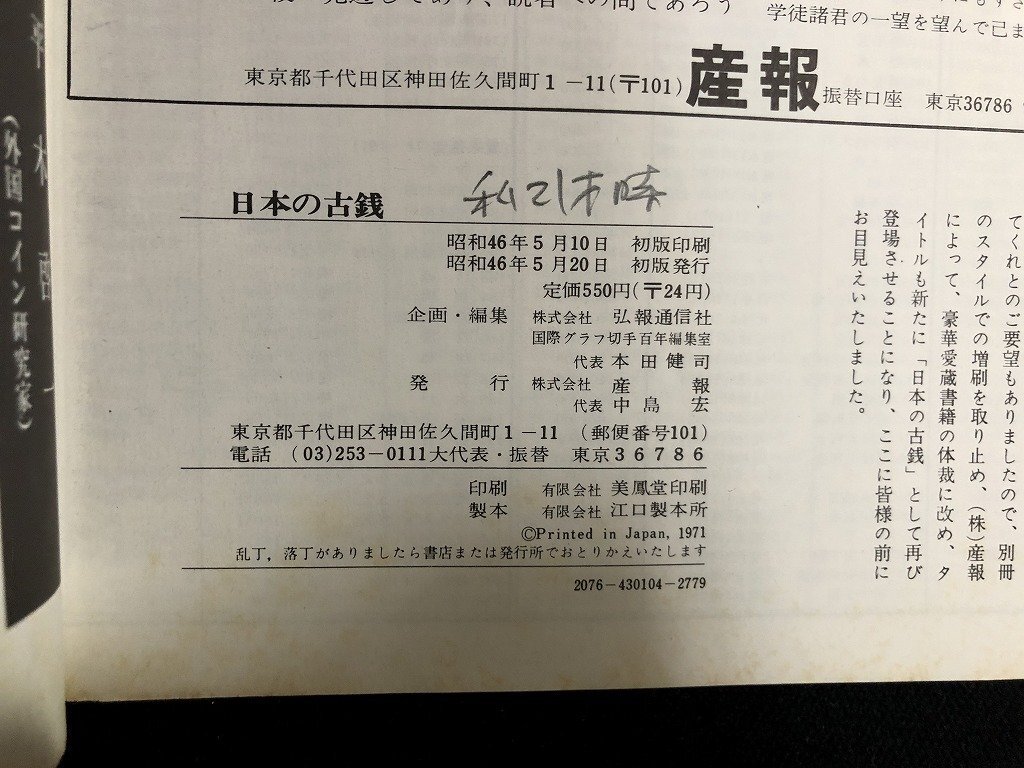 学徒諸君の一望を望んで已ま
東京都千代田区神田佐久間町1-11(〒101) 産報 振替口座 東京36786
日本の古銭
昭和46年5月10日 初版印刷
昭和46年5月20日 初版発行
定価550円(〒24円)
企画・編集 株式会社 弘報通信社
国際グラフ切手百年編集室
代表 本田健司
発行 株式会社 産報
代表 中島宏
東京都千代田区神田佐久間町1-11 (郵便番号101)
電話 (03)253-0111大代表・振替 東京36786
印刷 有限会社 美鳳堂印刷
製本 有限会社 江口製本所
©Printed in Japan, 1971
乱丁,落丁がありましたら書店または発行所でおとりかえいたします
2076-430104-2779
てくれとのご要望もありましたので、別冊
のスタイルでの増刷を取り止め、(株)産報
によって、豪華愛蔵書籍の体裁に改め、タ
イトルも新たに「日本の古銭」として再び
登場させることになり、ここに皆様の前に
お目見えいたしました。
(外国コイン研究家)